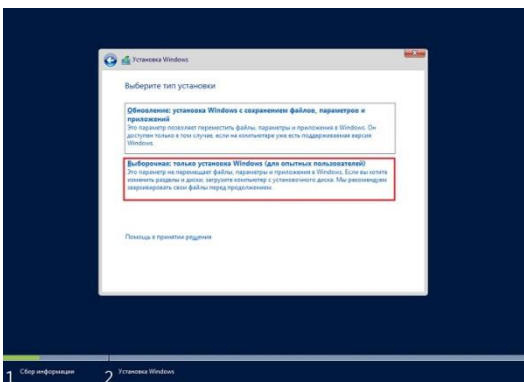 Установка Windows
Выберите тип установки
Обновление: установка Windows с сохранением файлов, параметров и
приложений
Это параметр позволяет переместить файлы, параметры и приложения в Windows. Он
доступен только в том случае, если на компьютере уже есть поддерживаемая версия
Windows.
Выборочная: только установка Windows (для опытных пользователей)
Это параметр не перемещает файлы, параметры и приложения в Windows. Если вы хотите
изменить разделы и диски, загрузите компьютер с установочного диска. Мы рекомендуем
заархивировать свои файлы перед продолжением.
Помощь в принятии решения
1 Сбор информации
2 Установка Windows